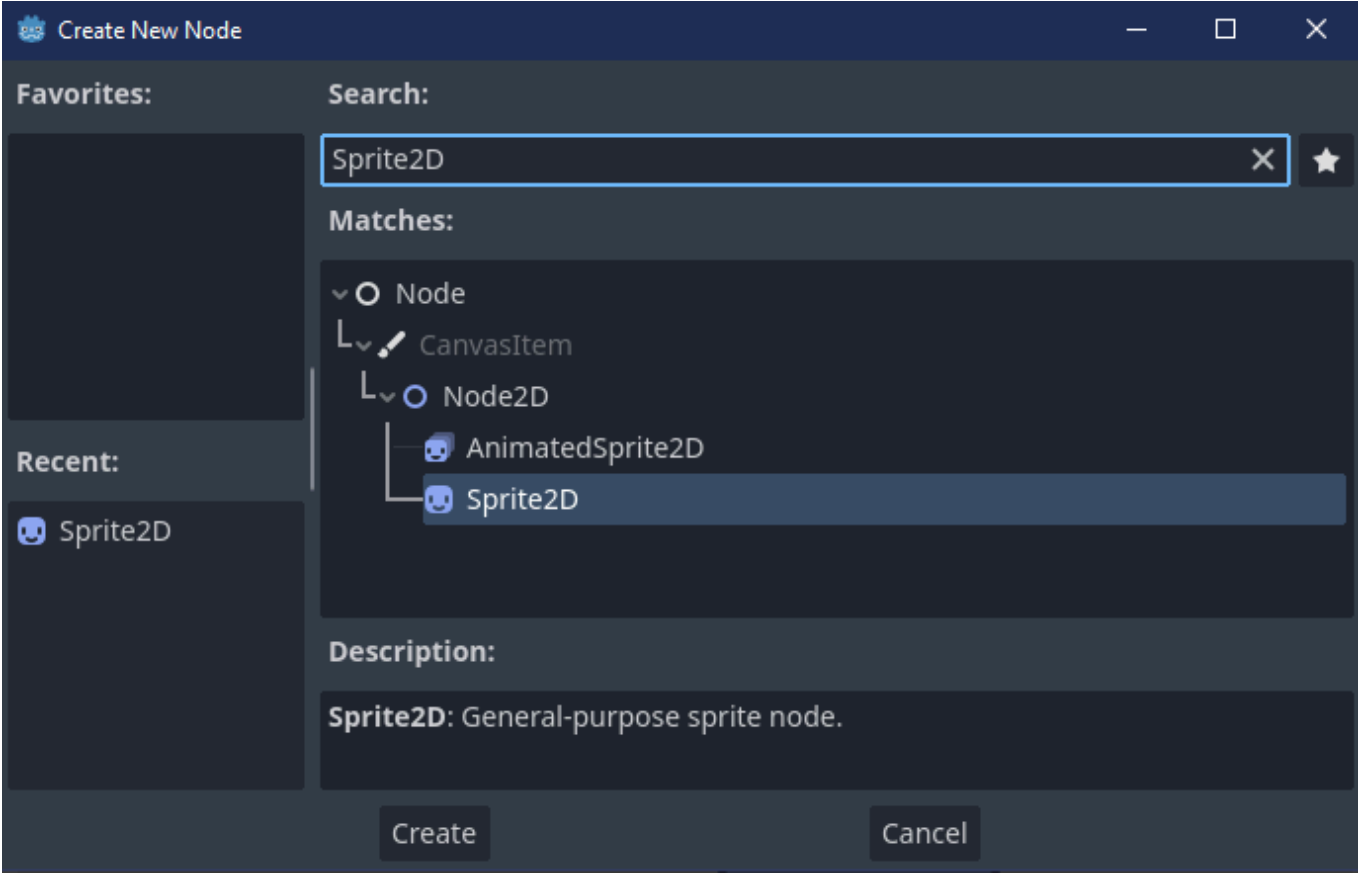 Create New Node
Favorites:
Search:
Sprite2D
Matches:
Node
CanvasItem
Node2D
AnimatedSprite2D
Sprite2D
Recent:
Sprite2D
Description:
Sprite2D: General-purpose sprite node.
Create
Cancel